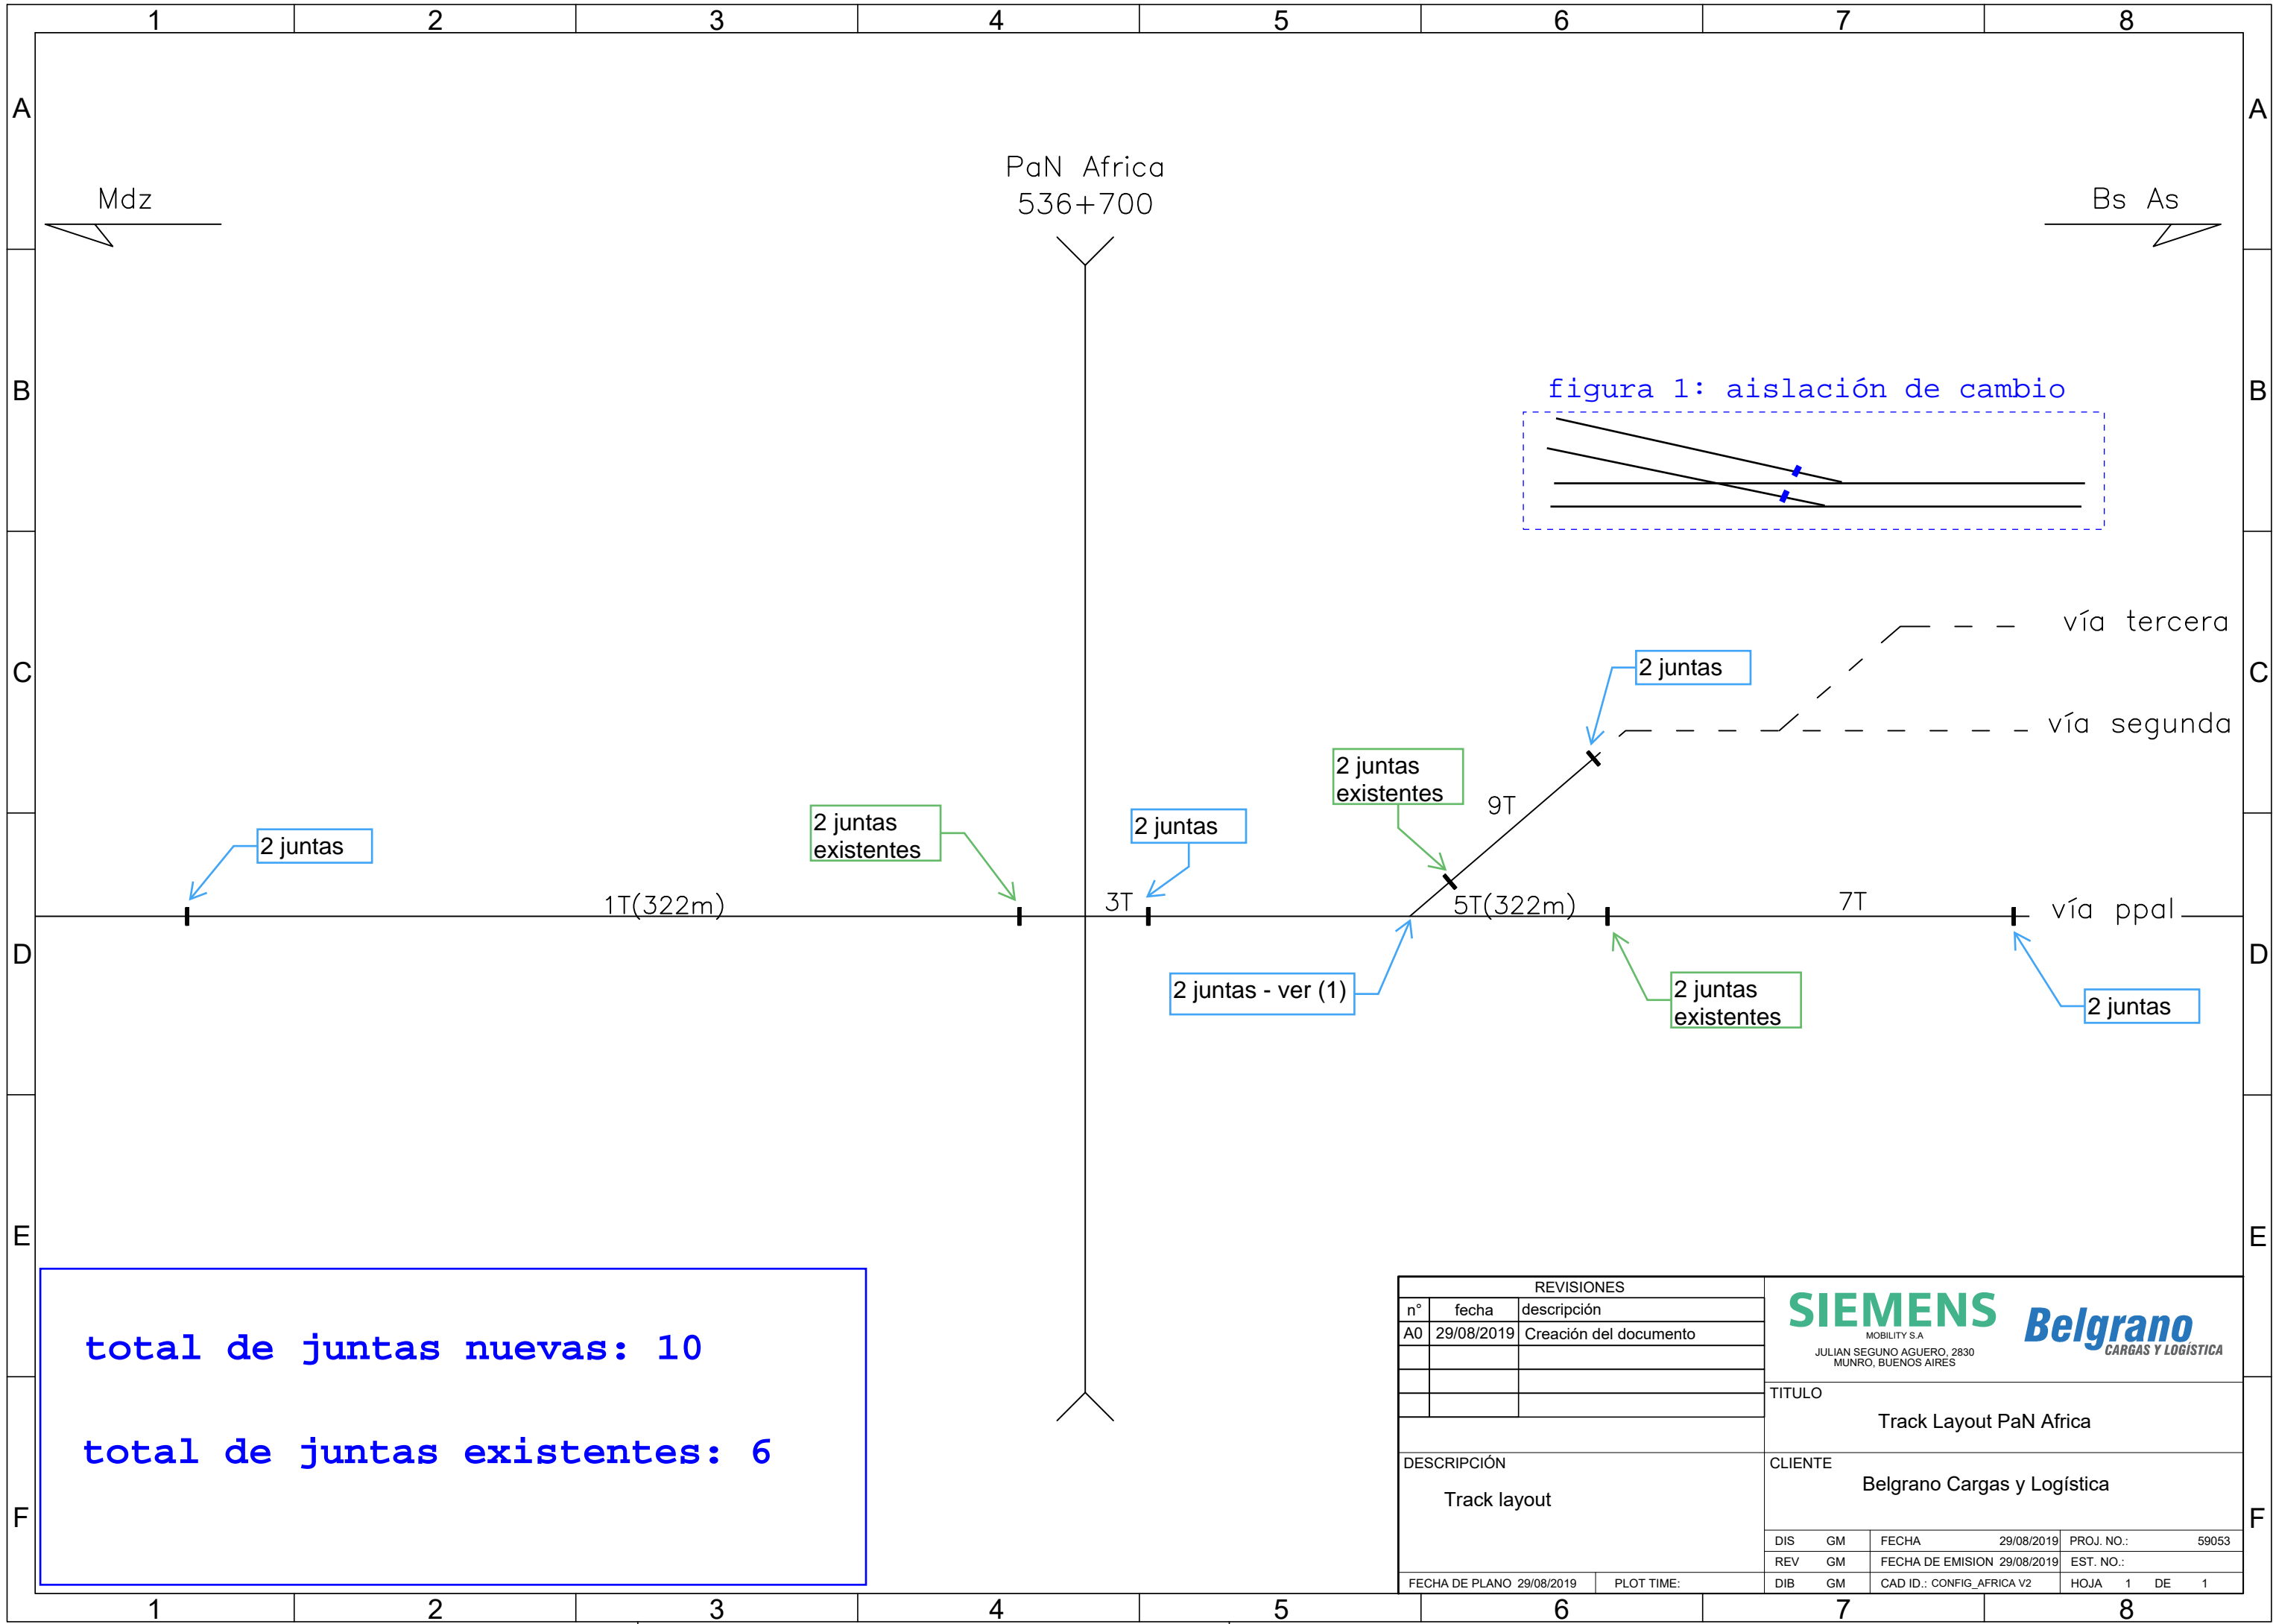 1 2 3 4 5 6 7 8
A A
PaN Africa
536+700
Mdz
Bs As
B B
figura 1: aislación de cambio
vía tercera
C C
2 juntas
vía segunda
2 juntas
existentes
9T
2 juntas
2 juntas
existentes
2 juntas
1T(322m)
3T
5T(322m)
7T
vía ppal
D D
2 juntas - ver (1)
2 juntas
existentes
2 juntas
E E
total de juntas nuevas: 10
total de juntas existentes: 6
REVISIONES
n° fecha descripción
A0 29/08/2019 Creación del documento
SIEMENS
MOBILITY S.A
JULIAN SEGUNO AGUERO, 2830
MUNRO, BUENOS AIRES
Belgrano
CARGAS Y LOGÍSTICA
TITULO
Track Layout PaN Africa
DESCRIPCIÓN
Track layout
CLIENTE
Belgrano Cargas y Logística
F F
DIS GM FECHA 29/08/2019 PROJ. NO.: 59053
REV GM FECHA DE EMISION 29/08/2019 EST. NO.:
FECHA DE PLANO 29/08/2019 PLOT TIME: DIB GM CAD ID.: CONFIG_AFRICA V2 HOJA 1 DE 1
1 2 3 4 5 6 7 8